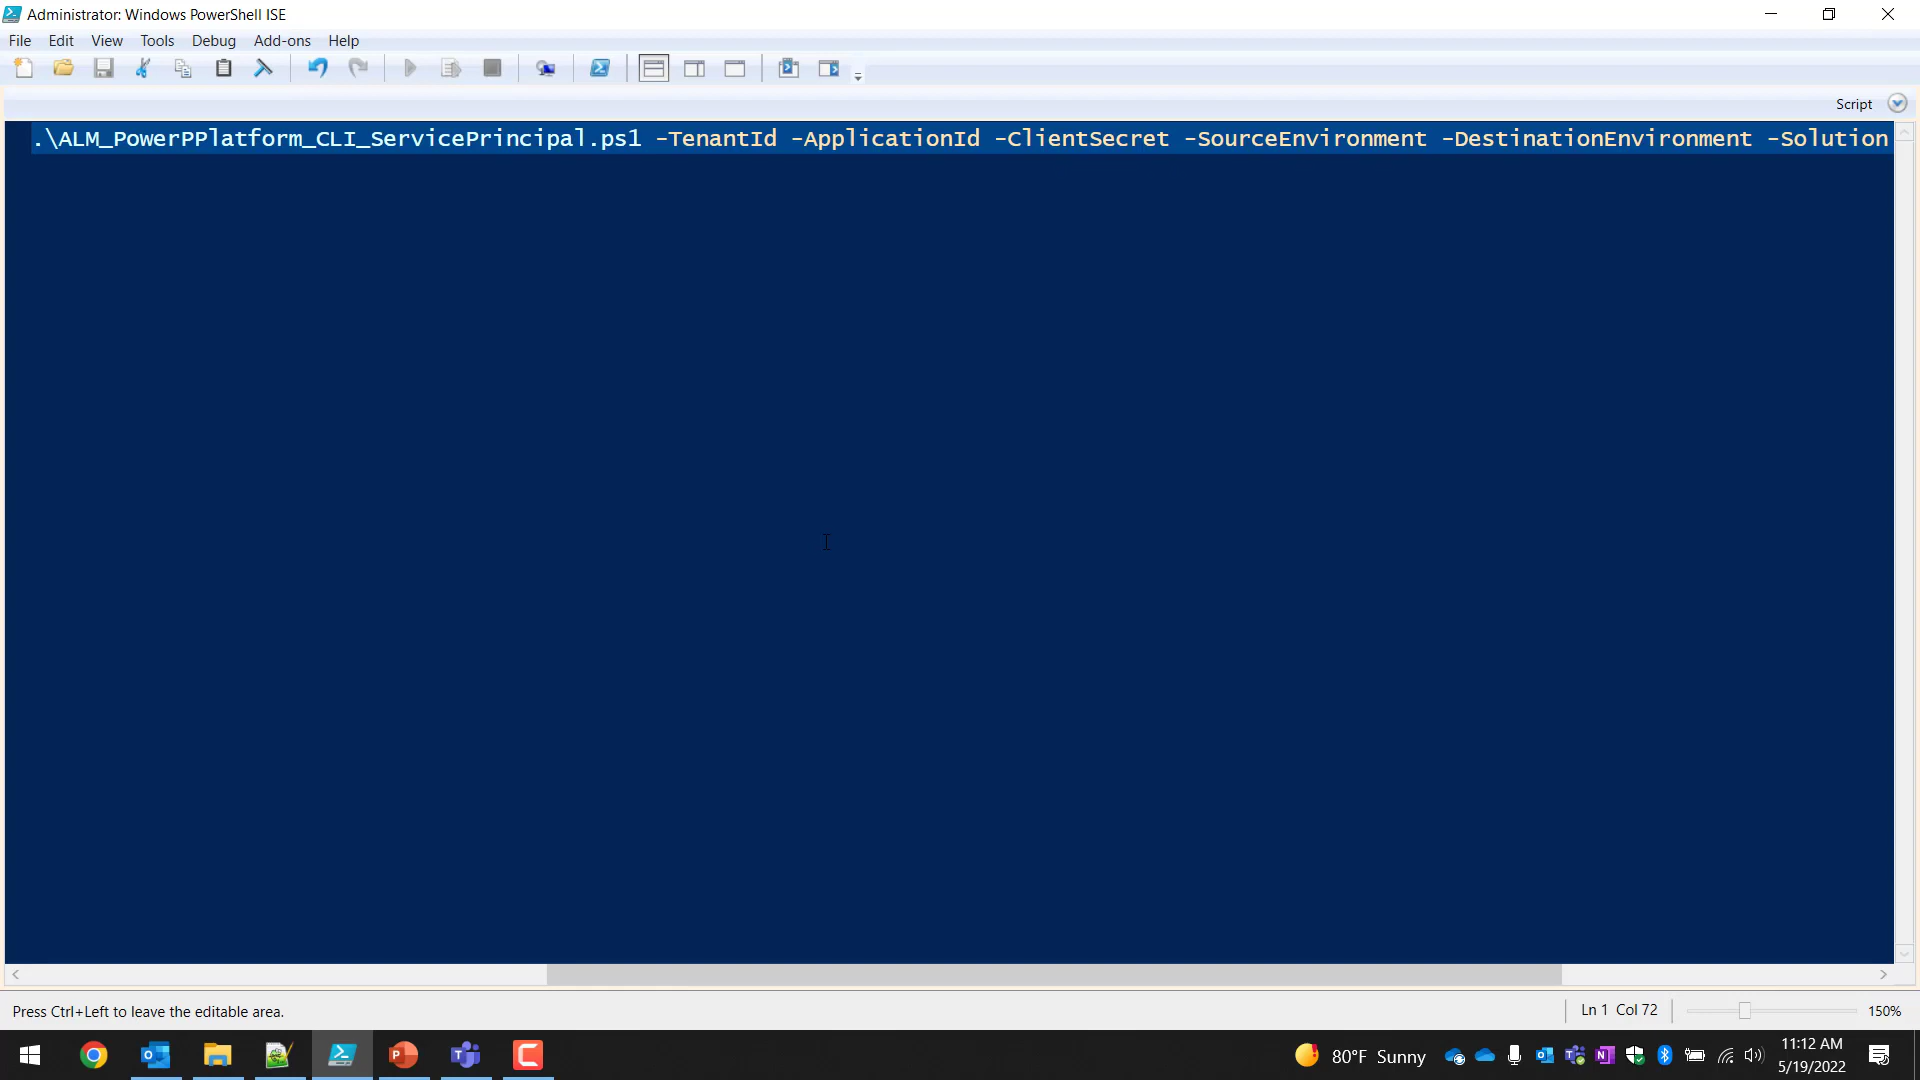 Administrator: Windows PowerShell ISE
File Edit View Tools Debug Add-ons Help
Script
.\ALM_PowerPPlatform_CLI_ServicePrincipal.ps1 -TenantId -ApplicationId -ClientSecret -SourceEnvironment -DestinationEnvironment -Solution
Press Ctrl+Left to leave the editable area.
Ln 1 Col 72
150%
80°F Sunny
11:12 AM
5/19/2022